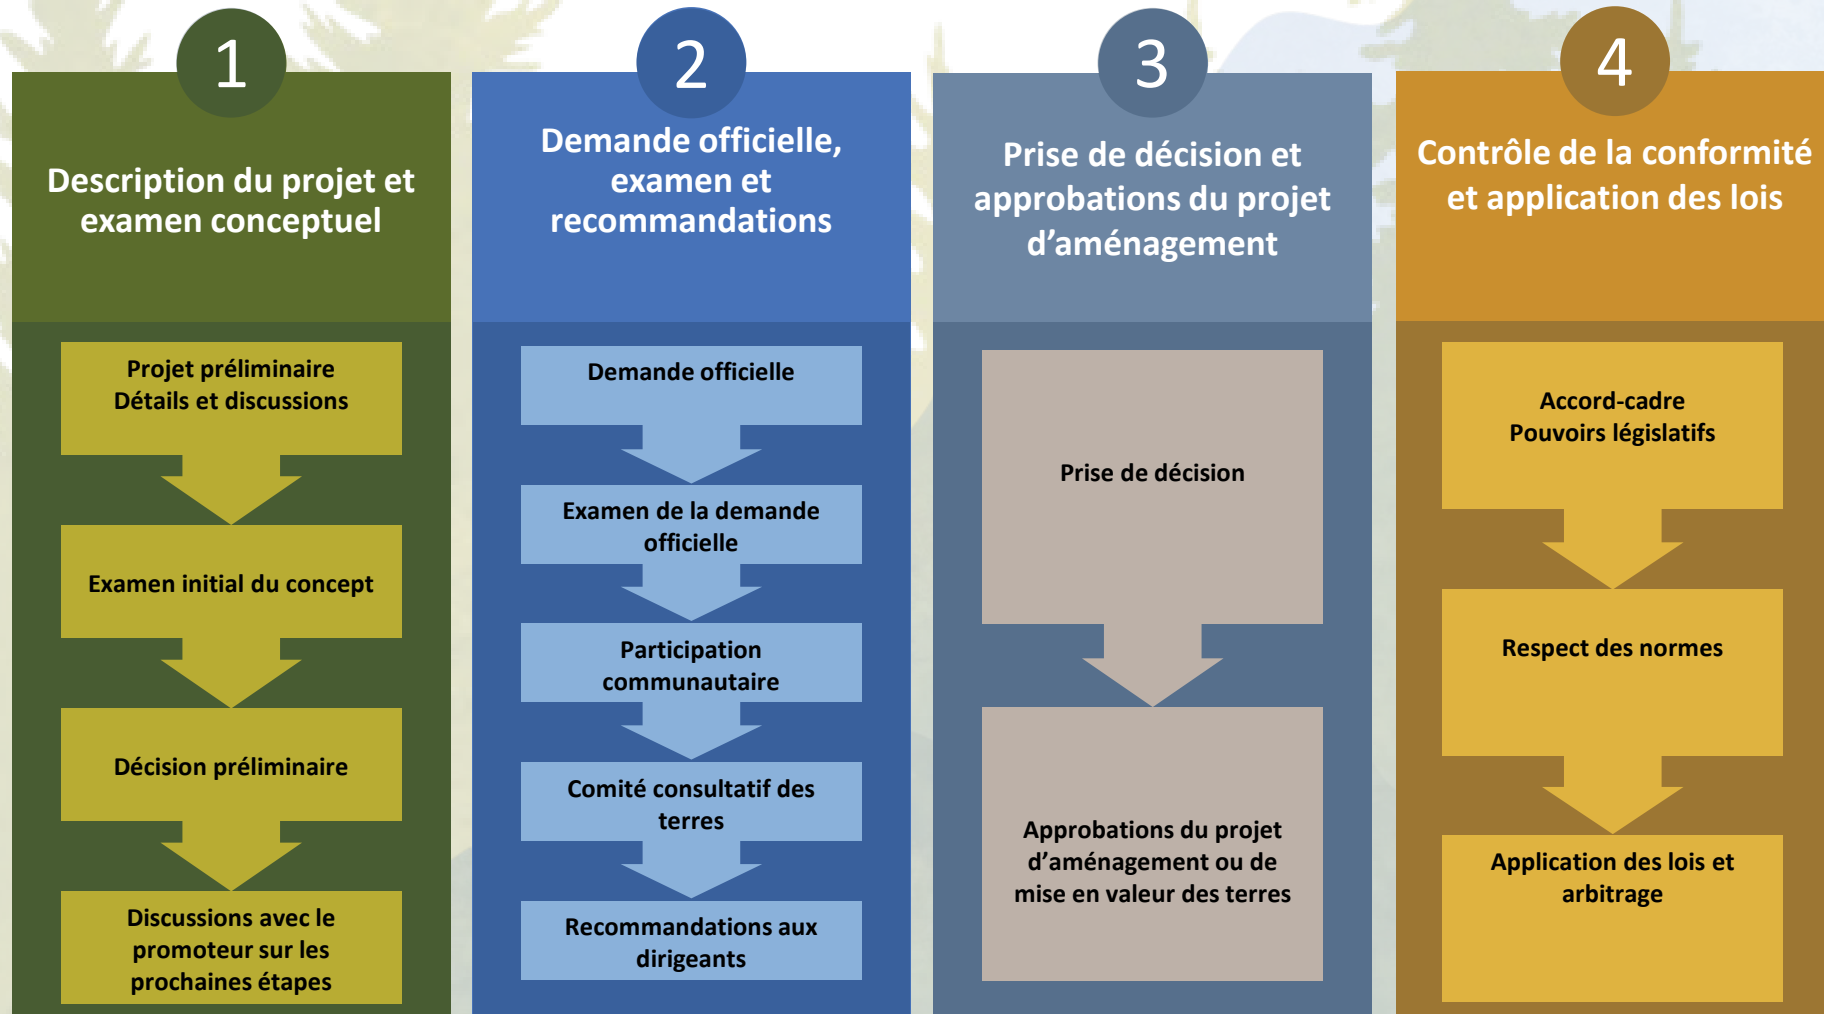 1
Description du projet et
examen conceptuel
Projet préliminaire
Détails et discussions
Examen initial du concept
Décision préliminaire
Discussions avec le
promoteur sur les
prochaines étapes
2
Demande officielle,
examen et
recommandations
Demande officielle
Examen de la demande
officielle
Participation
communautaire
Comité consultatif des
terres
Recommandations aux
dirigeants
3
Prise de décision et
approbations du projet
d’aménagement
Prise de décision
Approbations du projet
d’aménagement ou de
mise en valeur des terres
4
Contrôle de la conformité
et application des lois
Accord-cadre
Pouvoirs législatifs
Respect des normes
Application des lois et
arbitrage